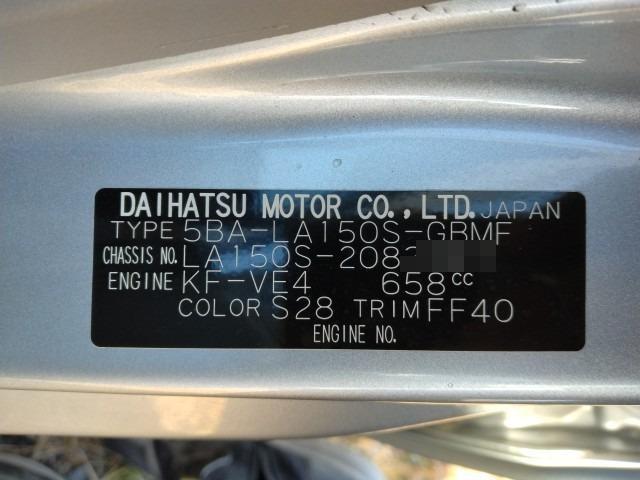 DAIHATSU MOTOR CO., LTD. JAPAN
TYPE 5BA-LA150S-GBMF
CHASSIS NO. LA150S-208
ENGINE KF-VE4 658cc
COLOR S28 TRIM FF40
ENGINE NO.